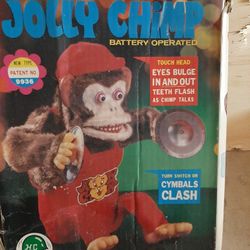 JOLLY CHIMP
BATTERY OPERATED
NEW TYPE
PATENT NO
9936
TOUCH HEAD
EYES BULGE
IN AND OUT
TEETH FLASH
AS CHIMP TALKS
TURN SWITCH ON
CYMBALS
CLASH